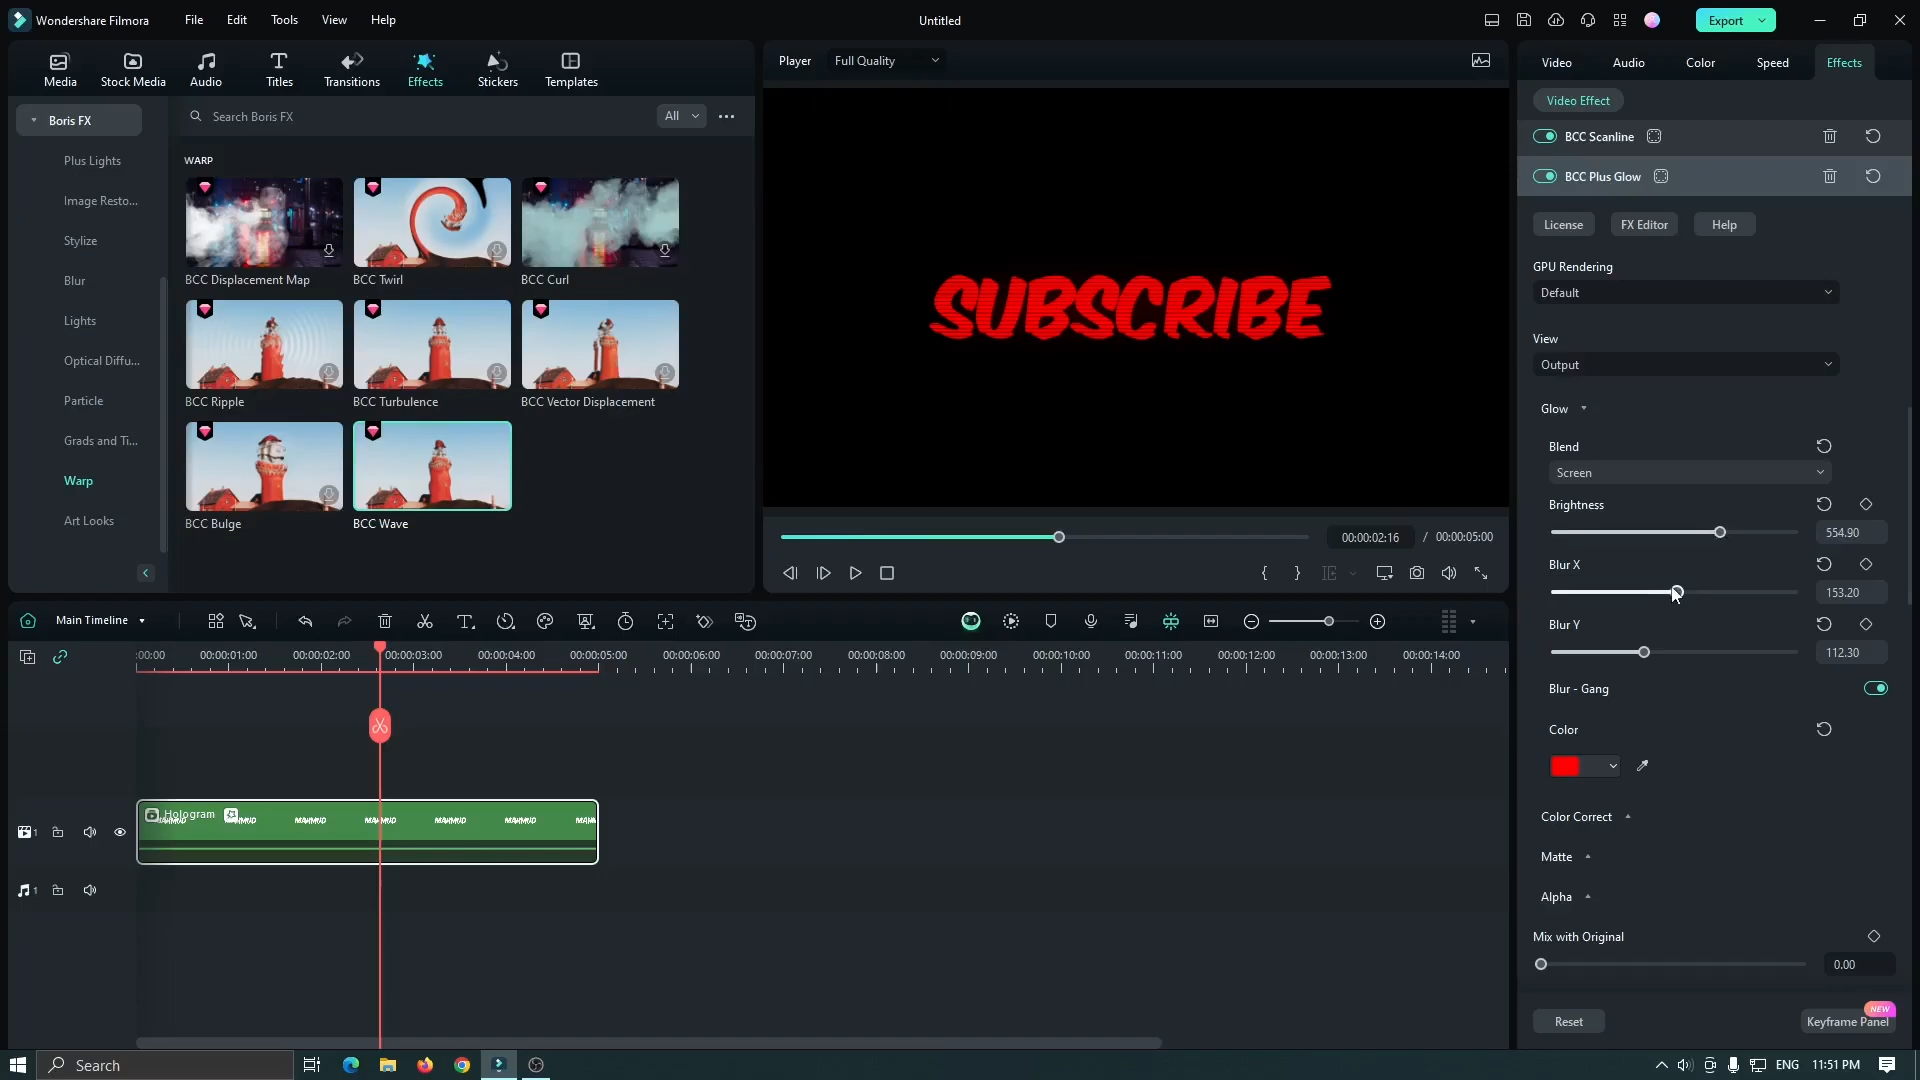 Wondershare Filmora
File
Edit
Tools
View
Help
Untitled
Export
Media
Stock Media
Audio
Titles
Transitions
Effects
Stickers
Templates
Boris FX
Plus Lights
Image Resto...
Stylize
Blur
Lights
Optical Diffu...
Particle
Grads and Ti...
Warp
Art Looks
Search Boris FX
All
WARP
BCC Displacement Map
BCC Twirl
BCC Curl
BCC Ripple
BCC Turbulence
BCC Vector Displacement
BCC Bulge
BCC Wave
Player
Full Quality
SUBSCRIBE
00:00:02:16 / 00:00:05:00
Video
Audio
Color
Speed
Effects
Video Effect
BCC Scanline
BCC Plus Glow
License
FX Editor
Help
GPU Rendering
Default
View
Output
Glow
Blend
Screen
Brightness
554.90
Blur X
153.20
Blur Y
112.30
Blur - Gang
Color
Color Correct
Matte
Alpha
Mix with Original
0.00
NEW
Reset
Keyframe Panel
Main Timeline
:00:00
00:00:01:00
00:00:02:00
00:00:03:00
00:00:04:00
00:00:05:00
00:00:06:00
00:00:07:00
00:00:08:00
00:00:09:00
00:00:10:00
00:00:11:00
00:00:12:00
00:00:13:00
00:00:14:00
Hologram
MAHMUD
MAHMUD
MAHMUD
MAHMUD
1
1
Search
ENG
11:51 PM